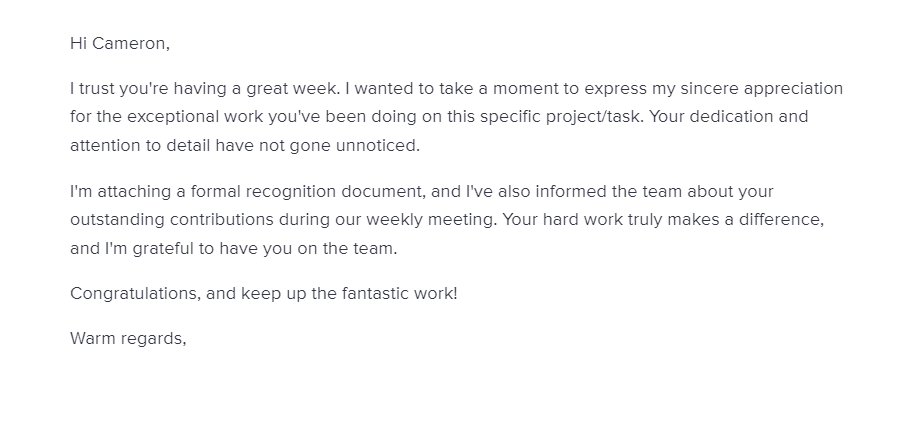 Hi Cameron,
I trust you're having a great week. I wanted to take a moment to express my sincere appreciation
for the exceptional work you've been doing on this specific project/task. Your dedication and
attention to detail have not gone unnoticed.
I'm attaching a formal recognition document, and I've also informed the team about your
outstanding contributions during our weekly meeting. Your hard work truly makes a difference,
and I'm grateful to have you on the team.
Congratulations, and keep up the fantastic work!
Warm regards,